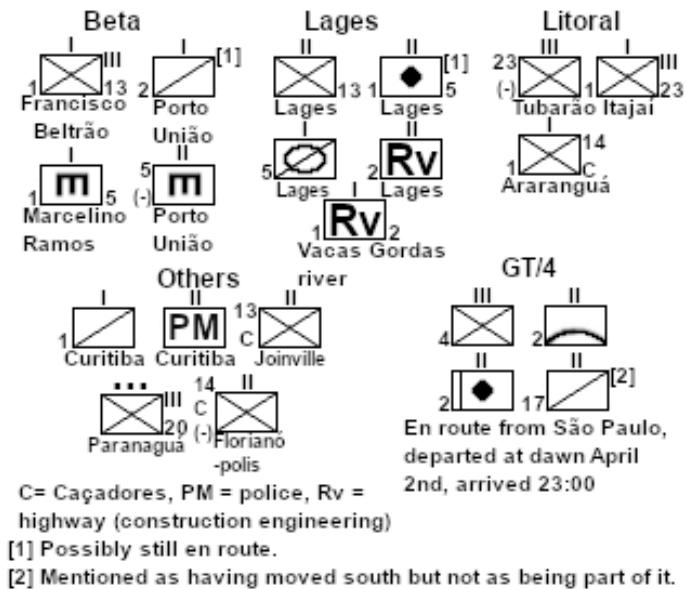 Beta Lages Litoral
I I II II III I
III [1] [1] 23 III
1 13 2 13 1 5 (-) 1 23
Francisco Porto Lages Lages Tubarão Itajaí
Beltrão União
I II I II I
5 14
1 m 5 (-) m 5 2 Rv 1 C
Marcelino Porto Lages Lages Araranguá
Ramos União
I
1 Rv 2
Vacas Gordas
river
Others GT/4
I II II III II
13
1 PM C 4 2
Curitiba Curitiba Joinville
... II II II
III 14 [2]
20 C (-) 2 17
Paranaguá Florianó
-polis
En route from São Paulo,
departed at dawn April
2nd, arrived 23:00
C= Caçadores, PM = police, Rv =
highway (construction engineering)
[1] Possibly still en route.
[2] Mentioned as having moved south but not as being part of it.